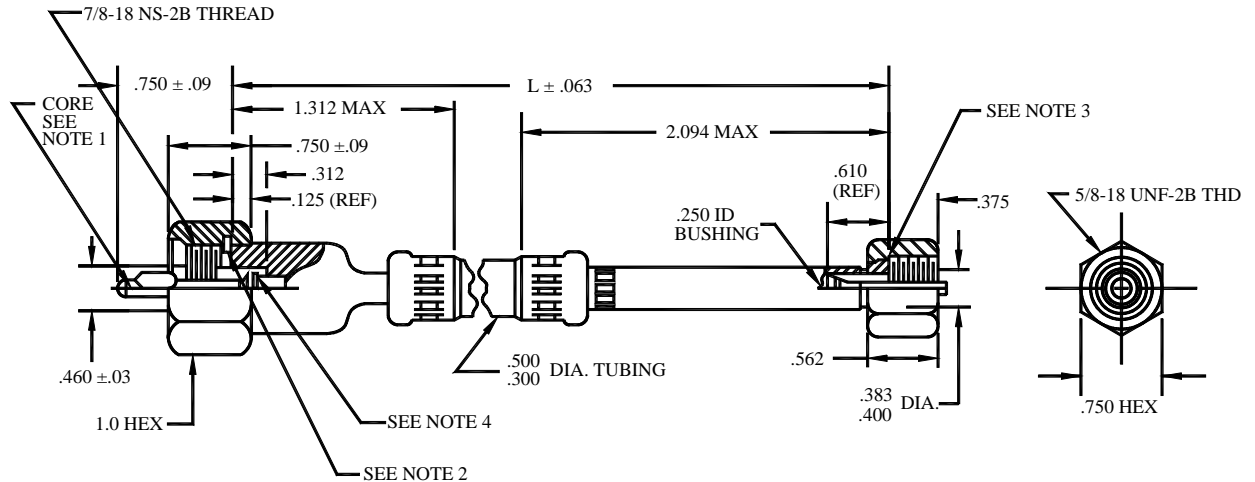 7/8-18 NS-2B THREAD
.750 ±.09
L ± .063
CORE
SEE
NOTE 1
1.312 MAX
SEE NOTE 3
2.094 MAX
.750 ±.09
.312
.610
(REF)
5/8-18 UNF-2B THD
.125 (REF)
.375
.250 ID
BUSHING
.460 ±.03
.500
.300 DIA. TUBING
.562
.383
.400 DIA.
.750 HEX
1.0 HEX
SEE NOTE 4
SEE NOTE 2